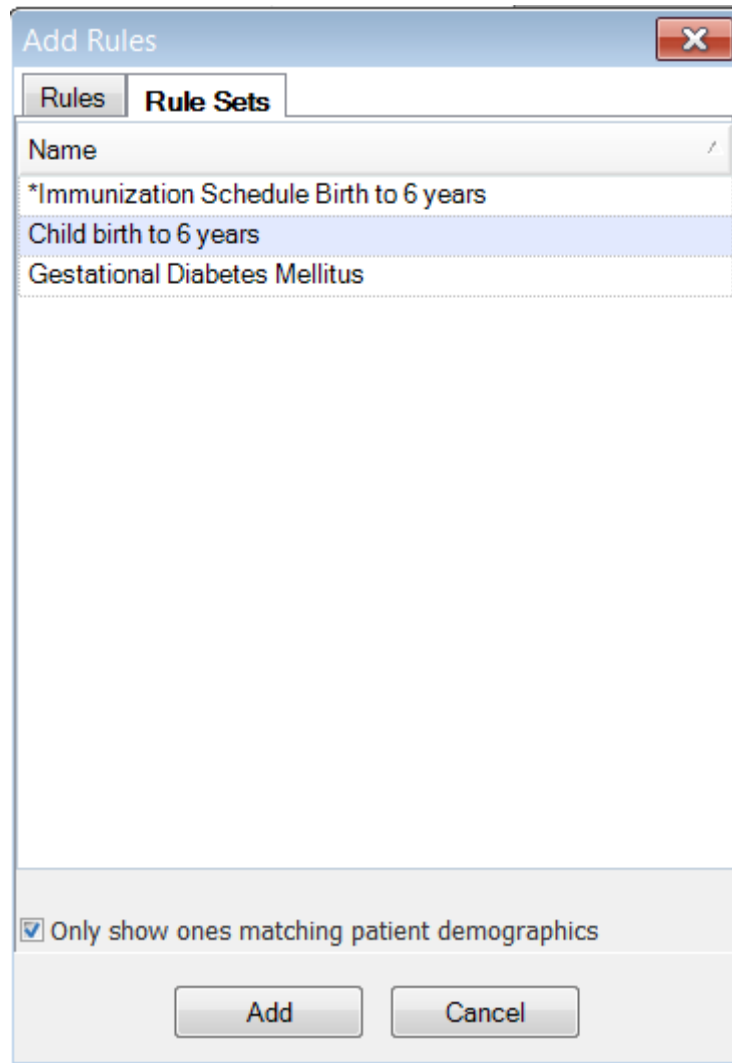 Add Rules
Rules Rule Sets
Name
*Immunization Schedule Birth to 6 years
Child birth to 6 years
Gestational Diabetes Mellitus
Only show ones matching patient demographics
Add Cancel